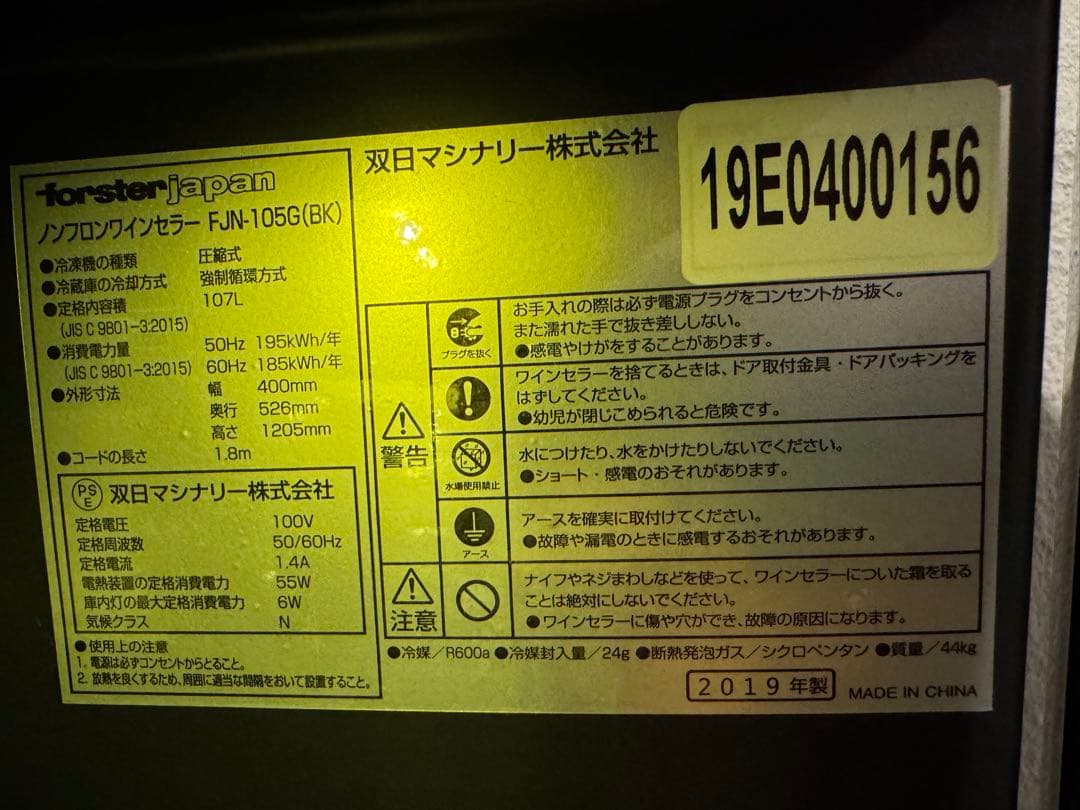 forsterjapan
ノンフロンワインセラー FJN-105G(BK)
●冷凍機の種類 圧縮式
●冷蔵庫の冷却方式 強制循環方式
●定格内容積 107L
(JIS C 9801-3:2015)
●消費電力量 50Hz 195kWh/年
(JIS C 9801-3:2015) 60Hz 185kWh/年
●外形寸法 幅 400mm
奥行 526mm
高さ 1205mm
●コードの長さ 1.8m
PSE 双日マシナリー株式会社
定格電圧 100V
定格周波数 50/60Hz
定格電流 1.4A
電熱装置の定格消費電力 55W
庫内灯の最大定格消費電力 6W
気候クラス N
●使用上の注意
1. 電源は必ずコンセントからとること。
2. 放熱を良くするため、周囲に適当な間隔をおいて設置すること。
双日マシナリー株式会社
19E0400156
警告
プラグを抜く
お手入れの際は必ず電源プラグをコンセントから抜く。
また濡れた手で抜き差ししない。
●感電やけがをすることがあります。
ワインセラーを捨てるときは、ドア取付金具・ドアパッキングを
はずしてください。
●幼児が閉じこめられると危険です。
水場使用禁止
水につけたり、水をかけたりしないでください。
●ショート・感電のおそれがあります。
アース
アースを確実に取付けてください。
●故障や漏電のときに感電するおそれがあります。
注意
ナイフやネジまわしなどを使って、ワインセラーについた霜を取る
ことは絶対にしないでください。
●ワインセラーに傷や穴ができ、故障の原因になります。
●冷媒/R600a ●冷媒封入量/24g ●断熱発泡ガス/シクロペンタン ●質量/44kg
2019年製 MADE IN CHINA